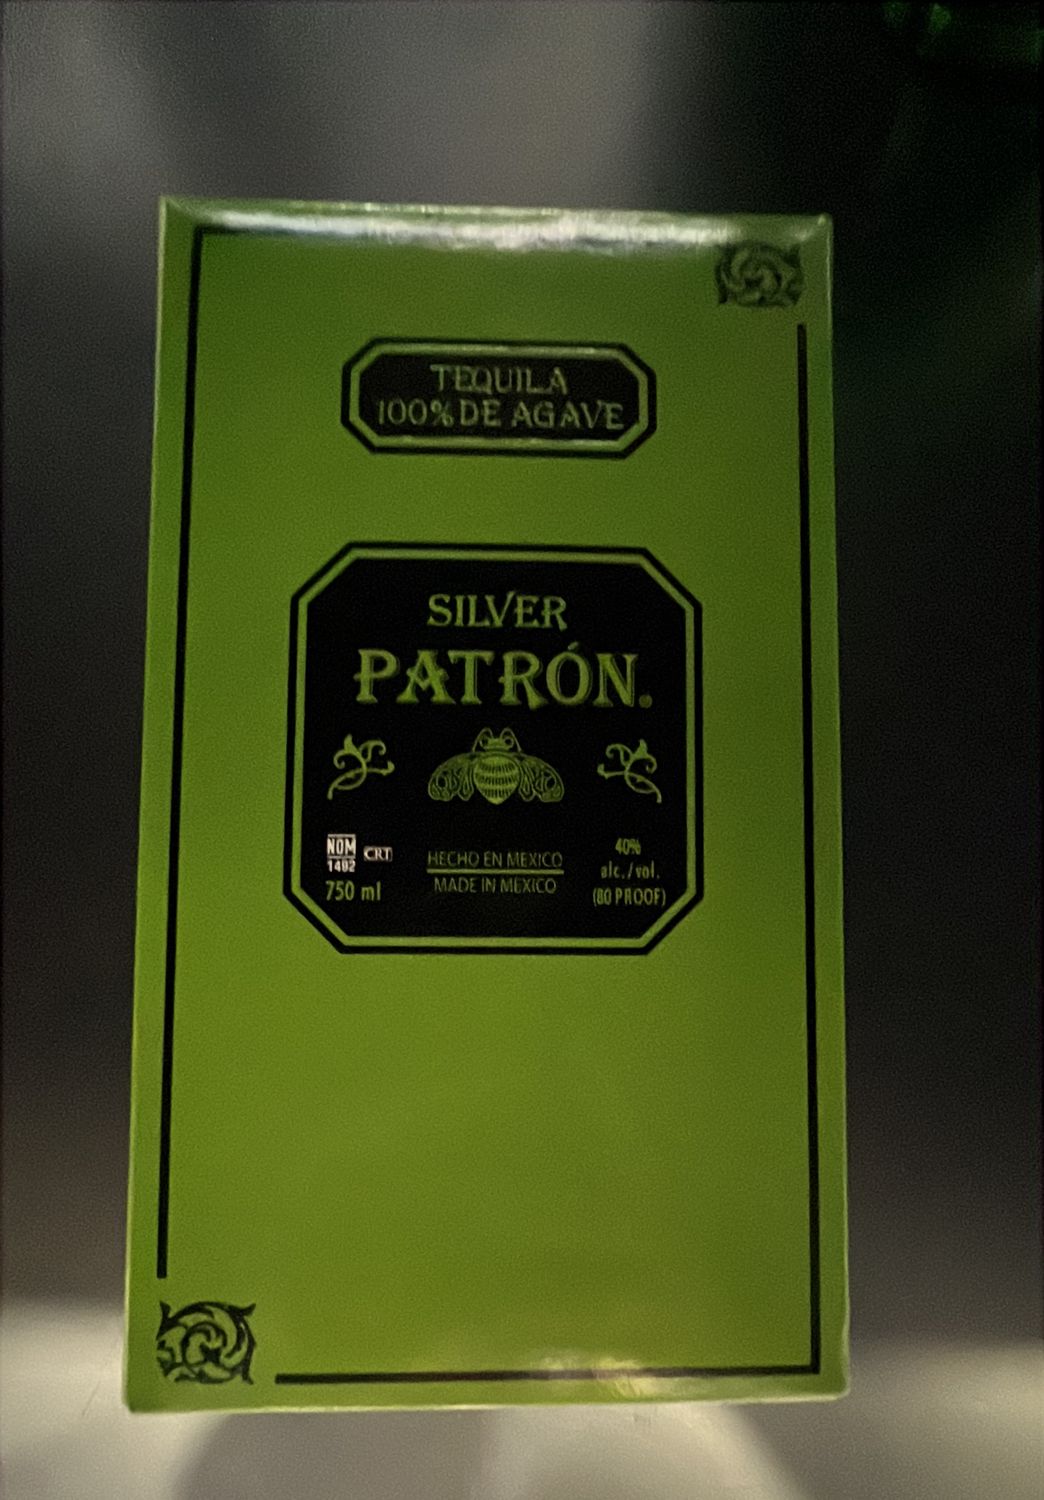 TEQUILA
100% DE AGAVE
SILVER
PATRÓN®
NOM
1492
CRT
750 ml
HECHO EN MEXICO
MADE IN MEXICO
40%
alc./vol.
(80 PROOF)